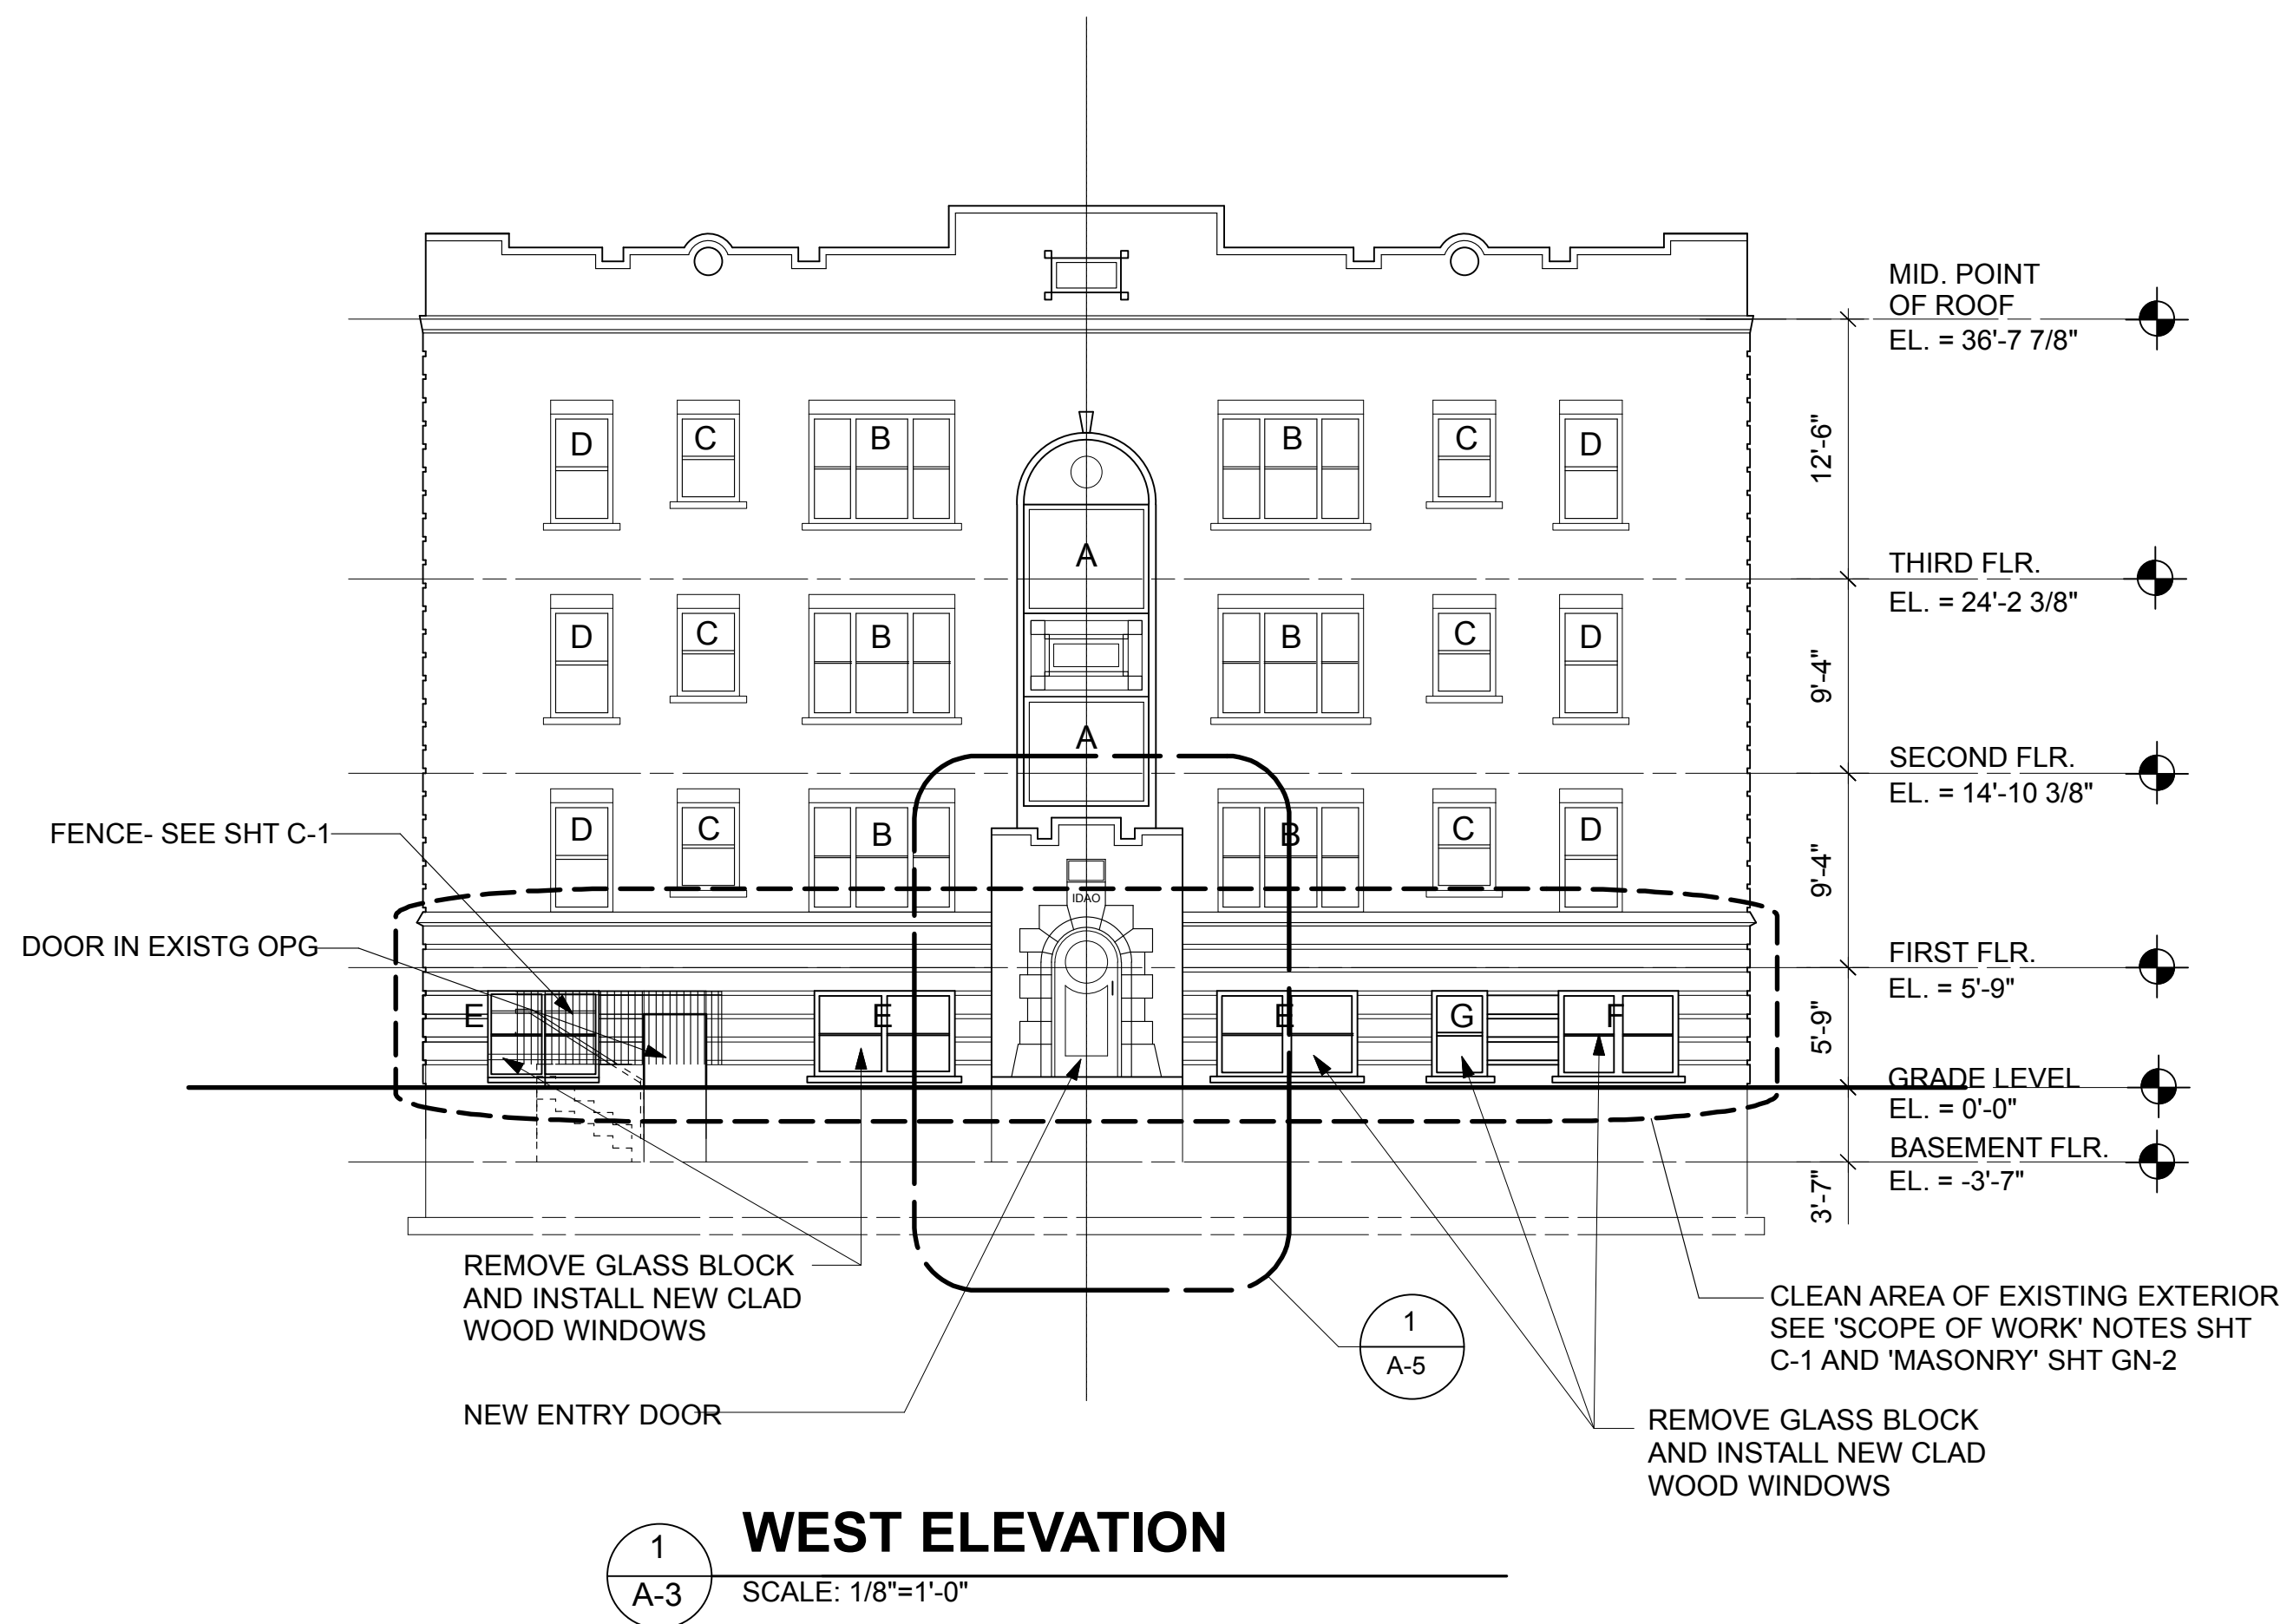 MID. POINT
OF ROOF
EL. = 36'-7 7/8"
12'-6"
D
C
B
B
C
D
A
THIRD FLR.
EL. = 24'-2 3/8"
D
C
B
B
C
D
9'-4"
A
SECOND FLR.
EL. = 14'-10 3/8"
FENCE- SEE SHT C-1
D
C
B
B
C
D
9'-4"
IDAO
DOOR IN EXISTG OPG
FIRST FLR.
EL. = 5'-9"
E
E
E
G
F
5'-9"
GRADE LEVEL
EL. = 0'-0"
BASEMENT FLR.
EL. = -3'-7"
3'-7"
REMOVE GLASS BLOCK
AND INSTALL NEW CLAD
WOOD WINDOWS
CLEAN AREA OF EXISTING EXTERIOR
SEE 'SCOPE OF WORK' NOTES SHT
C-1 AND 'MASONRY' SHT GN-2
1
A-5
NEW ENTRY DOOR
REMOVE GLASS BLOCK
AND INSTALL NEW CLAD
WOOD WINDOWS
1
A-3
WEST ELEVATION
SCALE: 1/8"=1'-0"